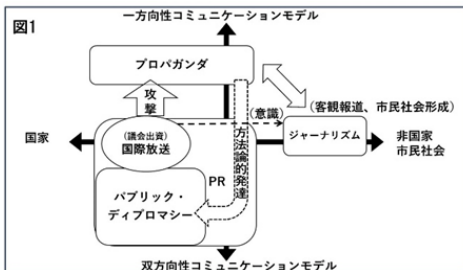 図1
一方向性コミュニケーションモデル
プロパガンダ
攻撃
(意識)
(客観報道、市民社会形成)
国家
(議会出資)
国際放送
方法論的発達
ジャーナリズム
非国家
市民社会
PR
パブリック・
ディプロマシー
双方向性コミュニケーションモデル